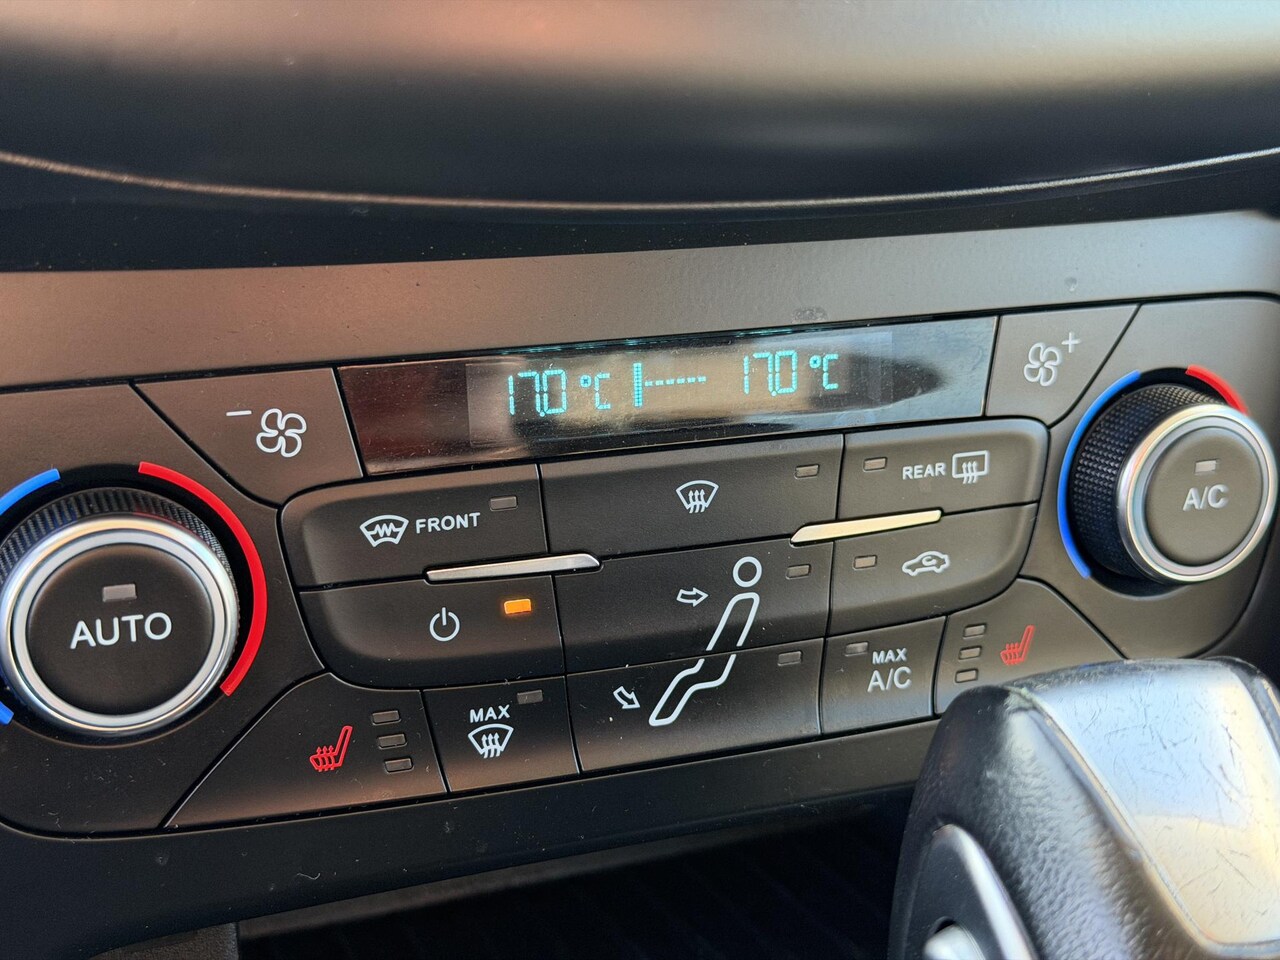 17.0 °C 17.0 °C
FRONT
REAR
A/C
AUTO
MAX
MAX
A/C